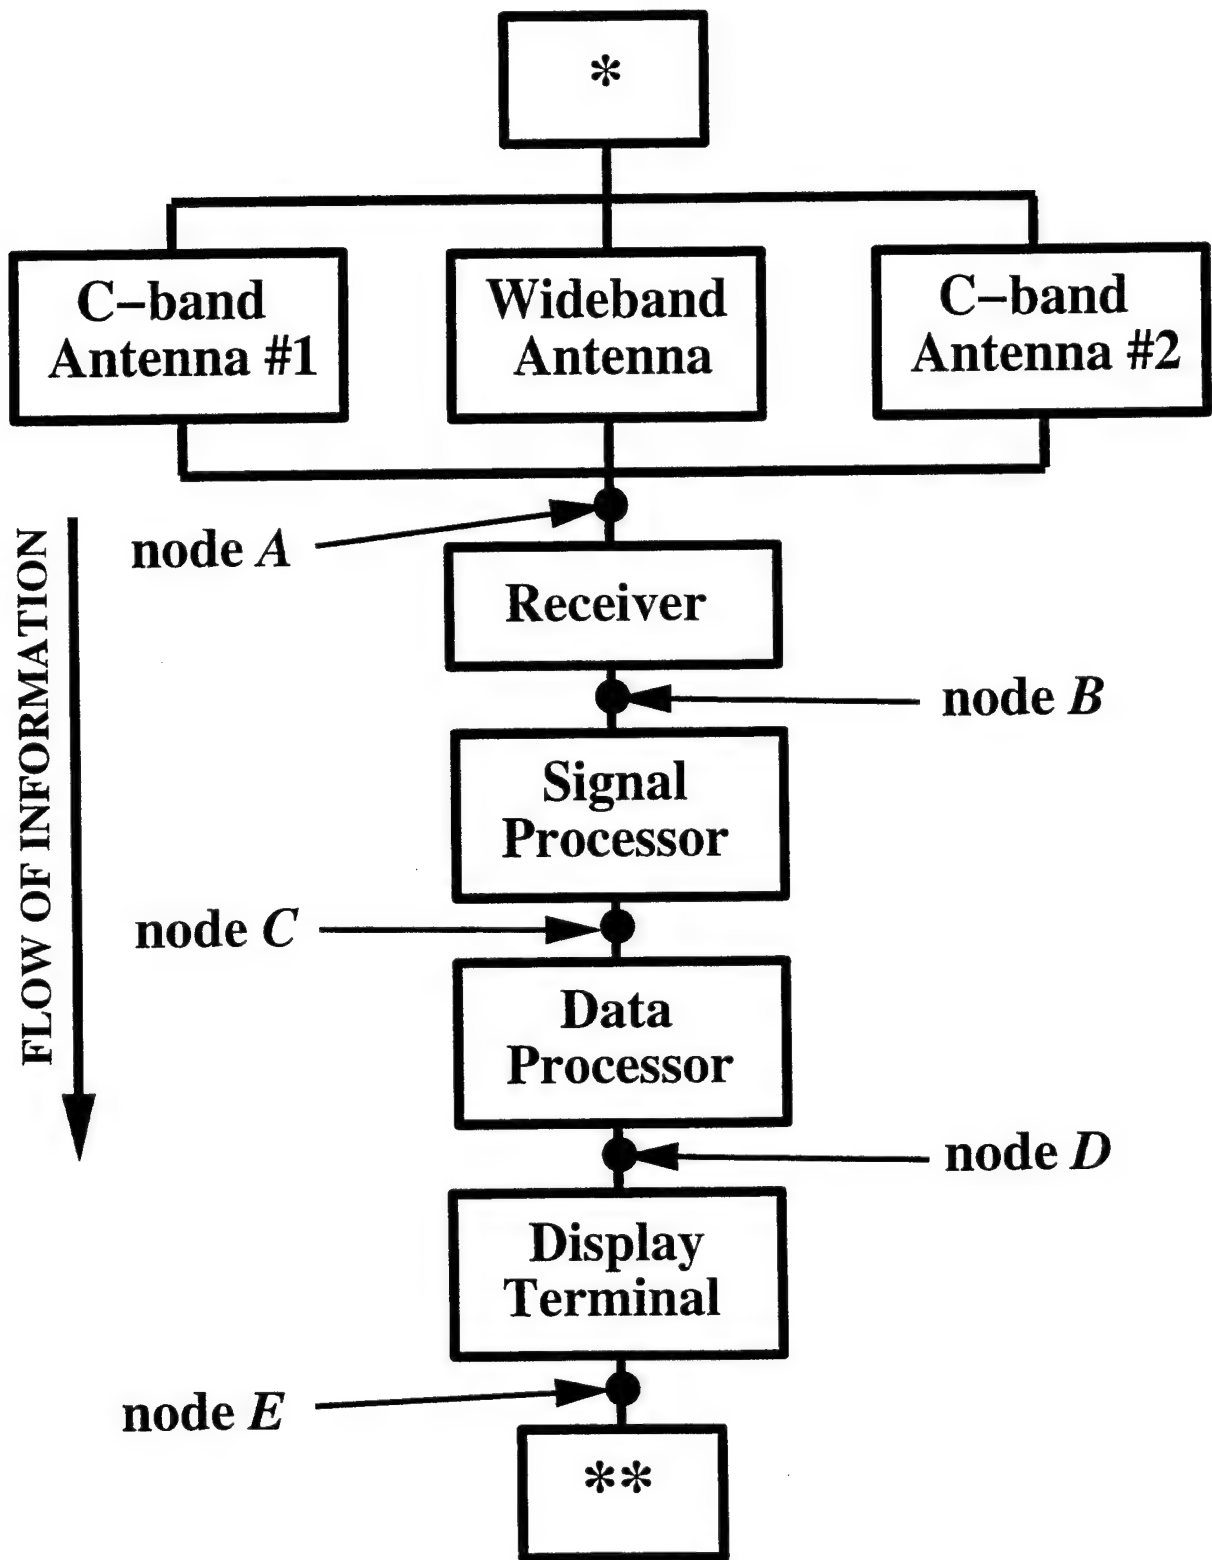 *
C–band
Antenna #1
Wideband
Antenna
C–band
Antenna #2
node A
Receiver
node B
FLOW OF INFORMATION
Signal
Processor
node C
Data
Processor
node D
Display
Terminal
node E
**